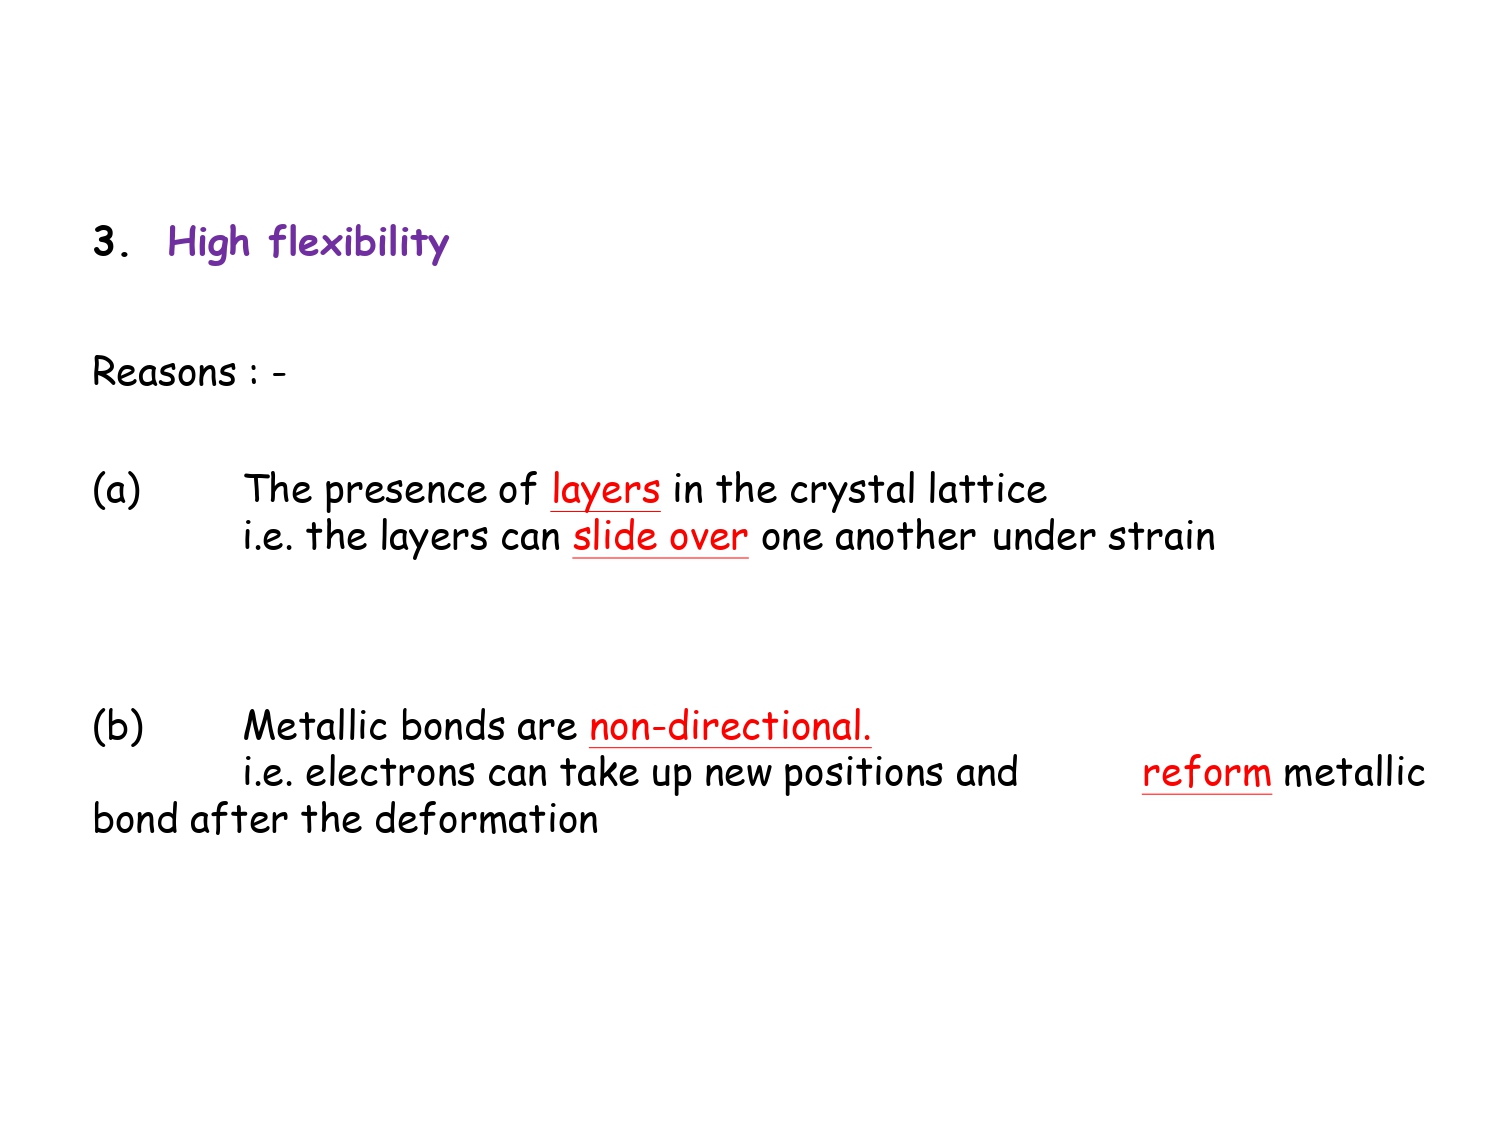 3. High flexibility
Reasons : -
(a) The presence of layers in the crystal lattice
i.e. the layers can slide over one another under strain
(b) Metallic bonds are non-directional.
i.e. electrons can take up new positions and reform metallic
bond after the deformation